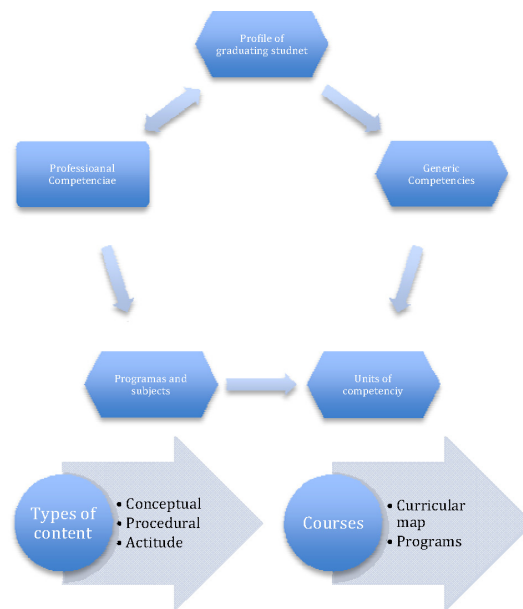 Profile of
graduating studnet
Professioanal
Competenciae
Generic
Competencies
Programas and
subjects
Units of
competenciy
Types of
content
• Conceptual
• Procedural
• Actitude
Courses
• Curricular
map
• Programs